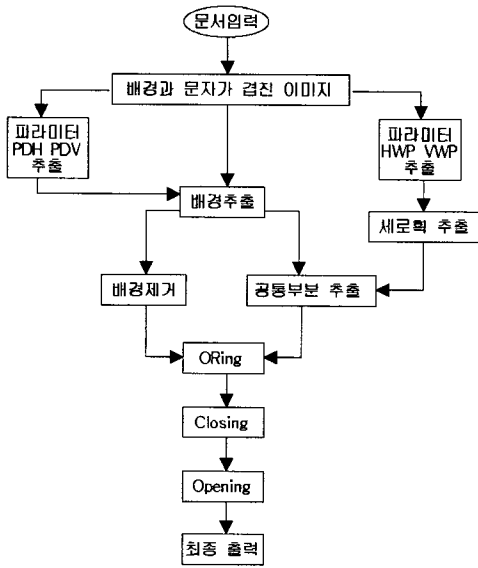 문서입력
배경과 문자가 겹친 이미지
파라미터
PDH PDV
추출
파라미터
HWP VWP
추출
배경추출
세로획 추출
배경제거
공통부분 추출
ORing
Closing
Opening
최종 출력